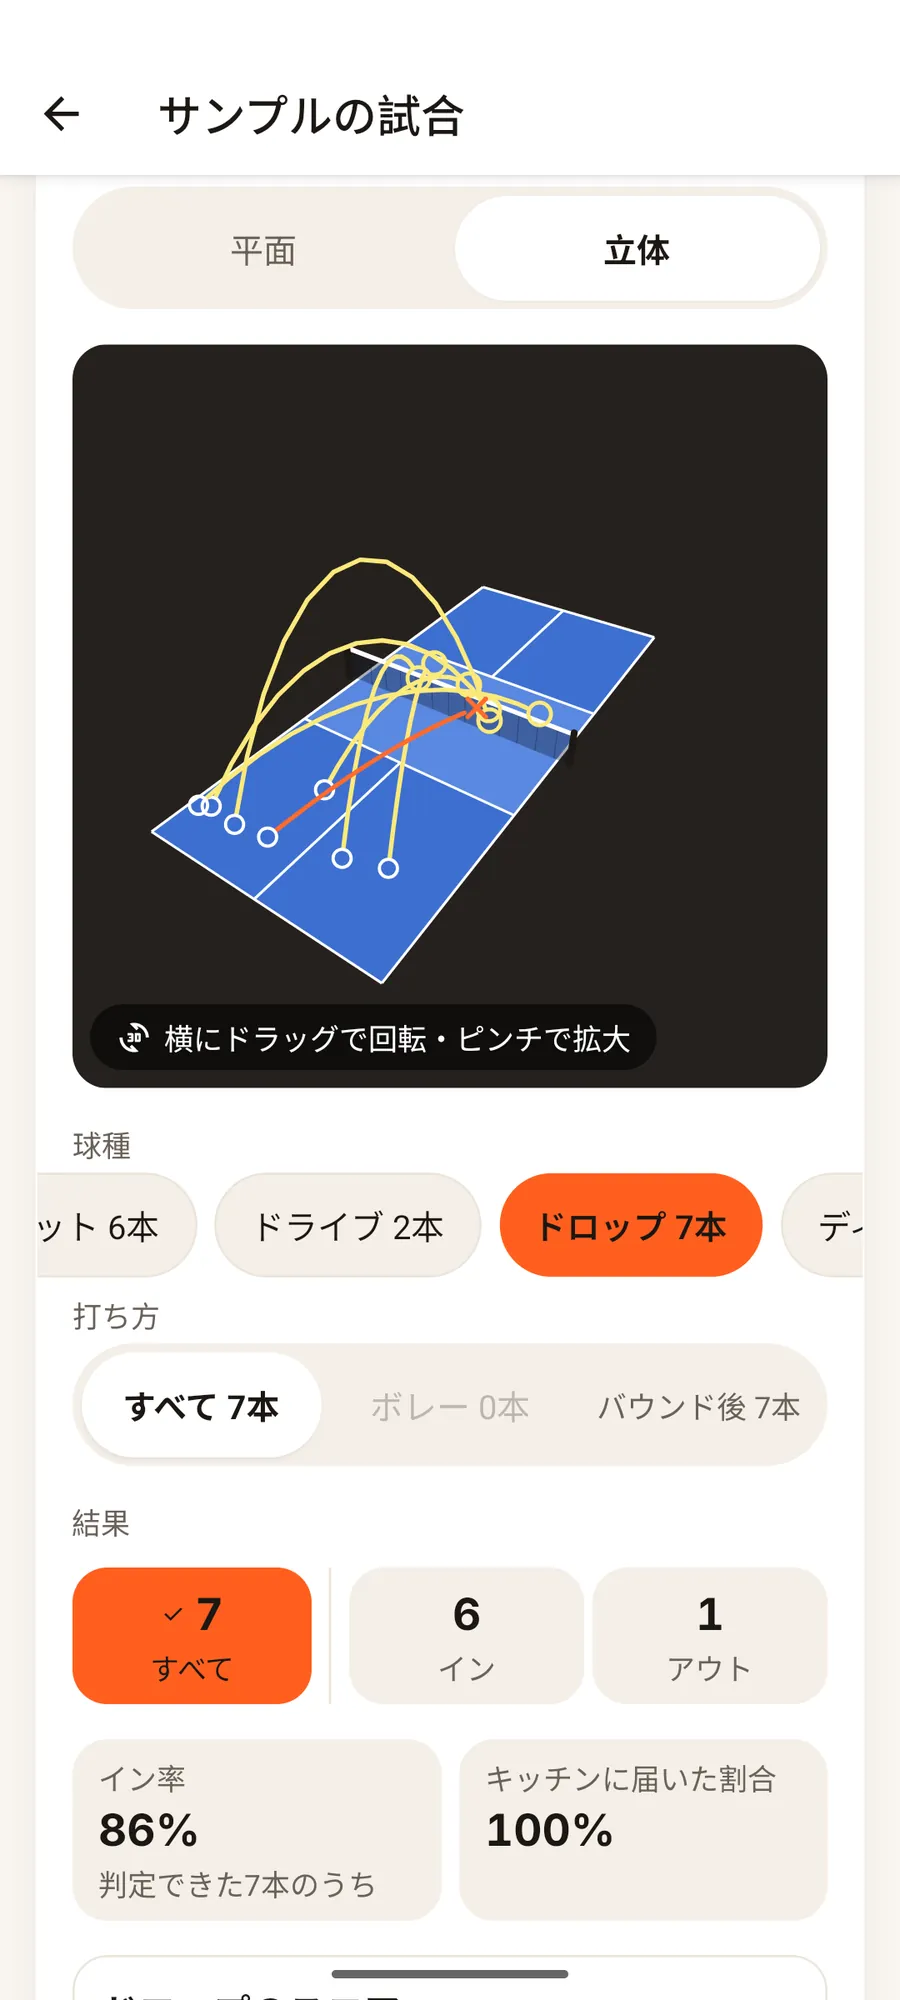 サンプルの試合
平面
立体
横にドラッグで回転・ピンチで拡大
球種
ット 6本
ドライブ 2本
ドロップ 7本
打ち方
すべて 7本
ボレー 0本
バウンド後 7本
結果
7
すべて
6
イン
1
アウト
イン率
86%
判定できた7本のうち
キッチンに届いた割合
100%